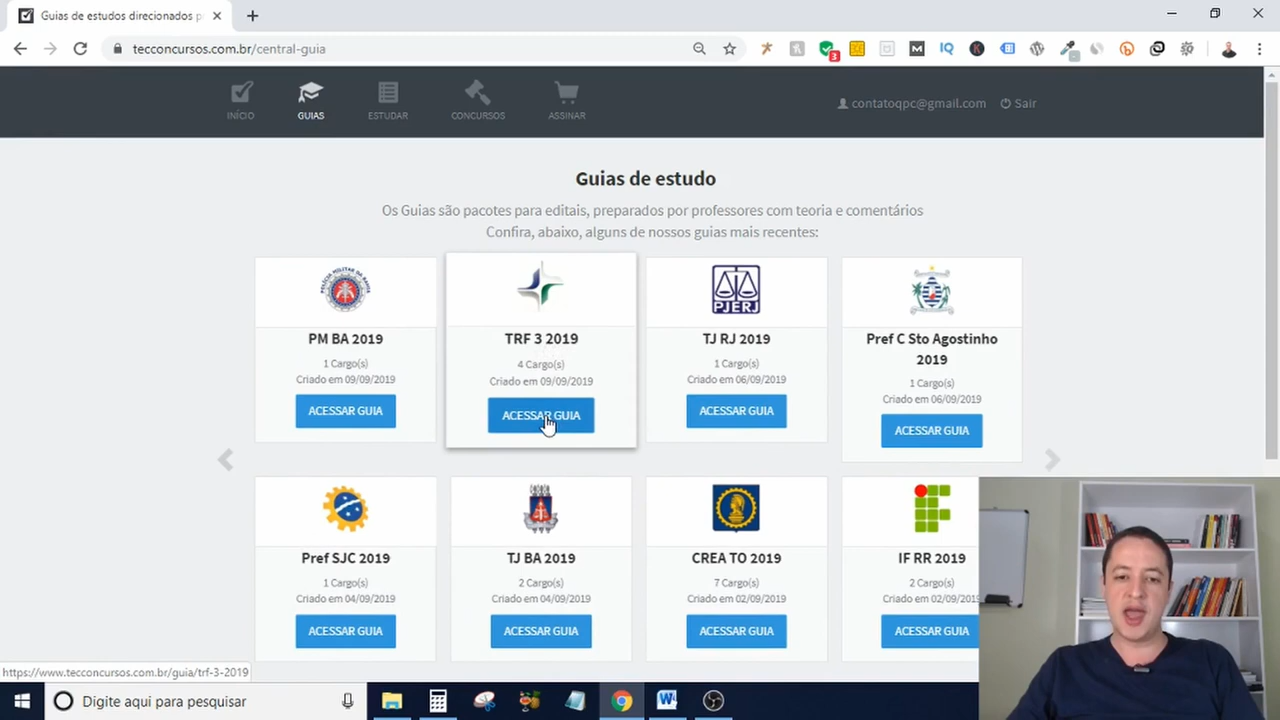 Guias de estudos direcionados p
tecconcursos.com.br/central-guia
3
M
IQ
K
INÍCIO
GUIAS
ESTUDAR
CONCURSOS
ASSINAR
contatoqpc@gmail.com
Sair
Guias de estudo
Os Guias são pacotes para editais, preparados por professores com teoria e comentários
Confira, abaixo, alguns de nossos guias mais recentes:
POLÍCIA MILITAR DA BAHIA
PM BA 2019
1 Cargo(s)
Criado em 09/09/2019
ACESSAR GUIA
TRF 3 2019
4 Cargo(s)
Criado em 09/09/2019
ACESSAR GUIA
PJERJ
TJ RJ 2019
1 Cargo(s)
Criado em 06/09/2019
ACESSAR GUIA
Pref C Sto Agostinho
2019
1 Cargo(s)
Criado em 06/09/2019
ACESSAR GUIA
Pref SJC 2019
1 Cargo(s)
Criado em 04/09/2019
ACESSAR GUIA
TJ BA 2019
2 Cargo(s)
Criado em 04/09/2019
ACESSAR GUIA
CREA TO 2019
7 Cargo(s)
Criado em 02/09/2019
ACESSAR GUIA
IF RR 2019
2 Cargo(s)
Criado em 02/09/201
ACESSAR GUIA
https://www.tecconcursos.com.br/guia/trf-3-2019
Digite aqui para pesquisar
W